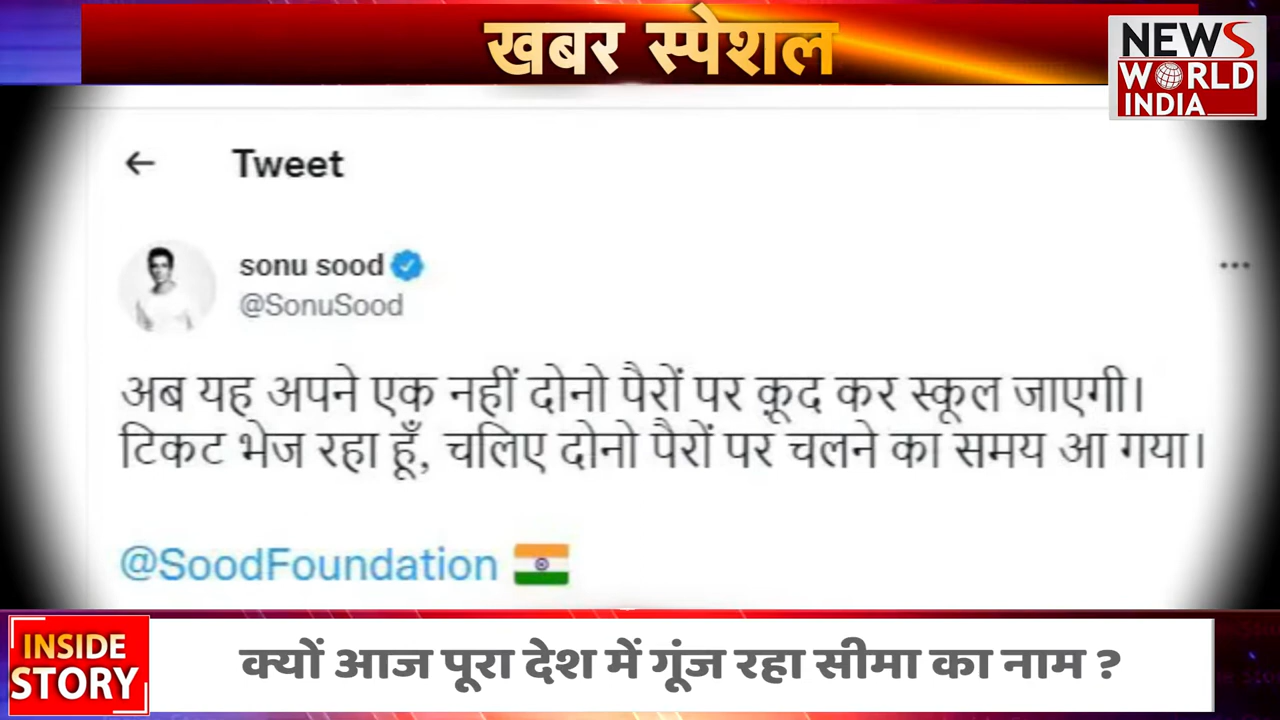 खबर स्पेशल
NEWS
WORLD
INDIA
← Tweet
sonu sood
@SonuSood
अब यह अपने एक नहीं दोनो पैरों पर क़ूद कर स्कूल जाएगी।
टिकट भेज रहा हूँ, चलिए दोनो पैरों पर चलने का समय आ गया।
@SoodFoundation 🇮🇳
INSIDE
STORY
क्यों आज पूरा देश में गूंज रहा सीमा का नाम ?